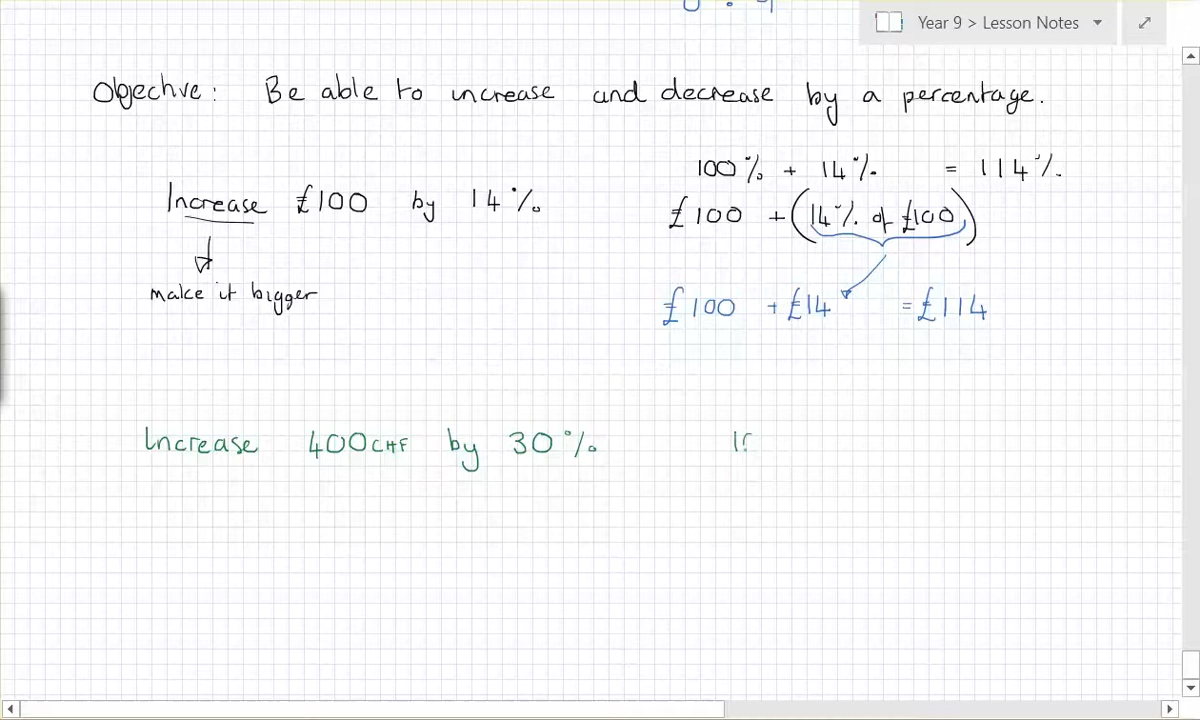 Year 9 > Lesson Notes
Objective: Be able to increase and decrease by a percentage.
100% + 14% = 114%
Increase £100 by 14%
£100 + (14% of £100)
make it bigger
£100 + £14 = £114
Increase 400CHF by 30%